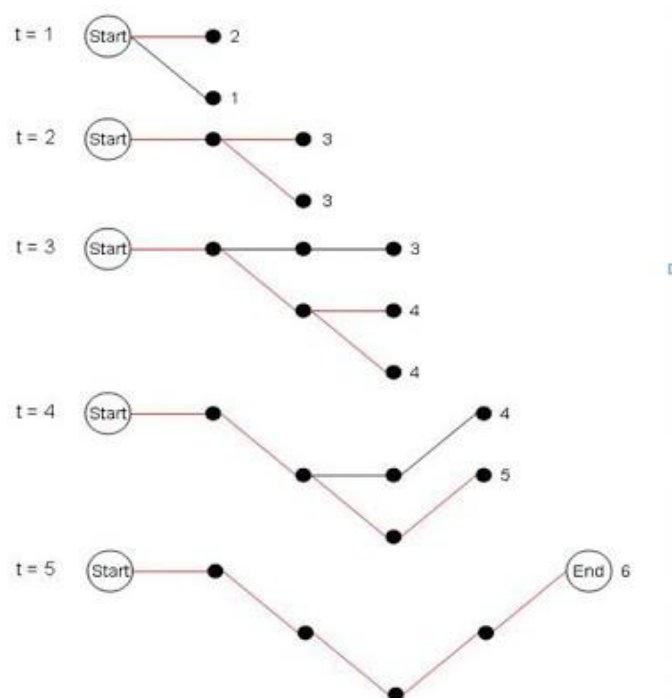 t = 1 Start 2
1
t = 2 Start 3
3
t = 3 Start 3
4
4
t = 4 Start 4
5
t = 5 Start End 6